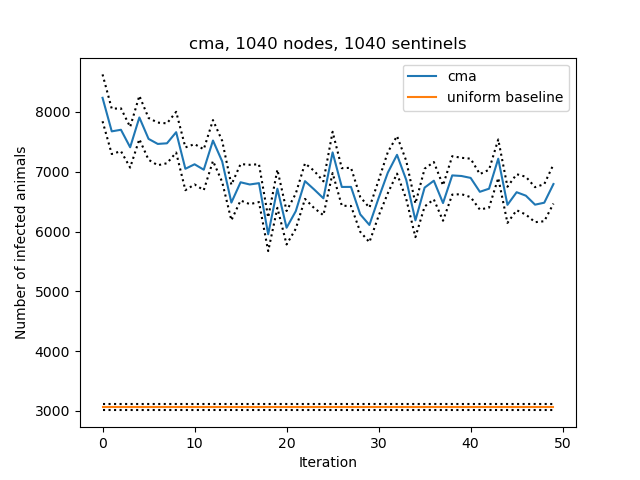 cma, 1040 nodes, 1040 sentinels
cma
uniform baseline
Number of infected animals
8000
7000
6000
5000
4000
3000
0 10 20 30 40 50
Iteration